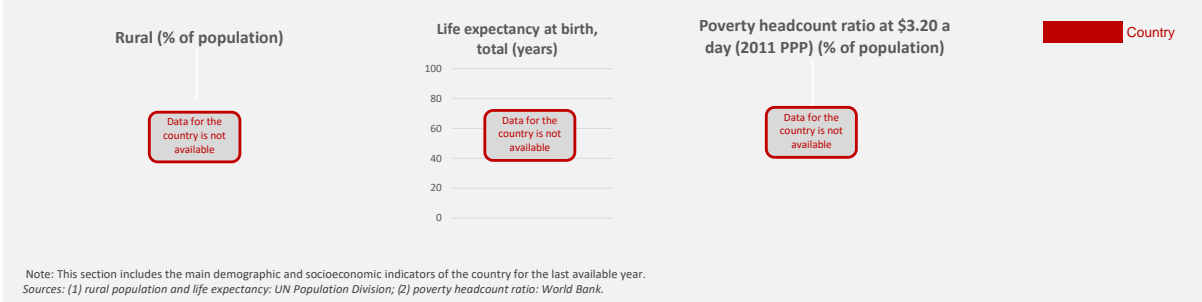 Rural (% of population)
Data for the
country is not
available
Life expectancy at birth,
total (years)
100
80
60
40
20
0
Data for the
country is not
available
Poverty headcount ratio at $3.20 a
day (2011 PPP) (% of population)
Data for the
country is not
available
Country
Note: This section includes the main demographic and socioeconomic indicators of the country for the last available year.
Sources: (1) rural population and life expectancy: UN Population Division; (2) poverty headcount ratio: World Bank.